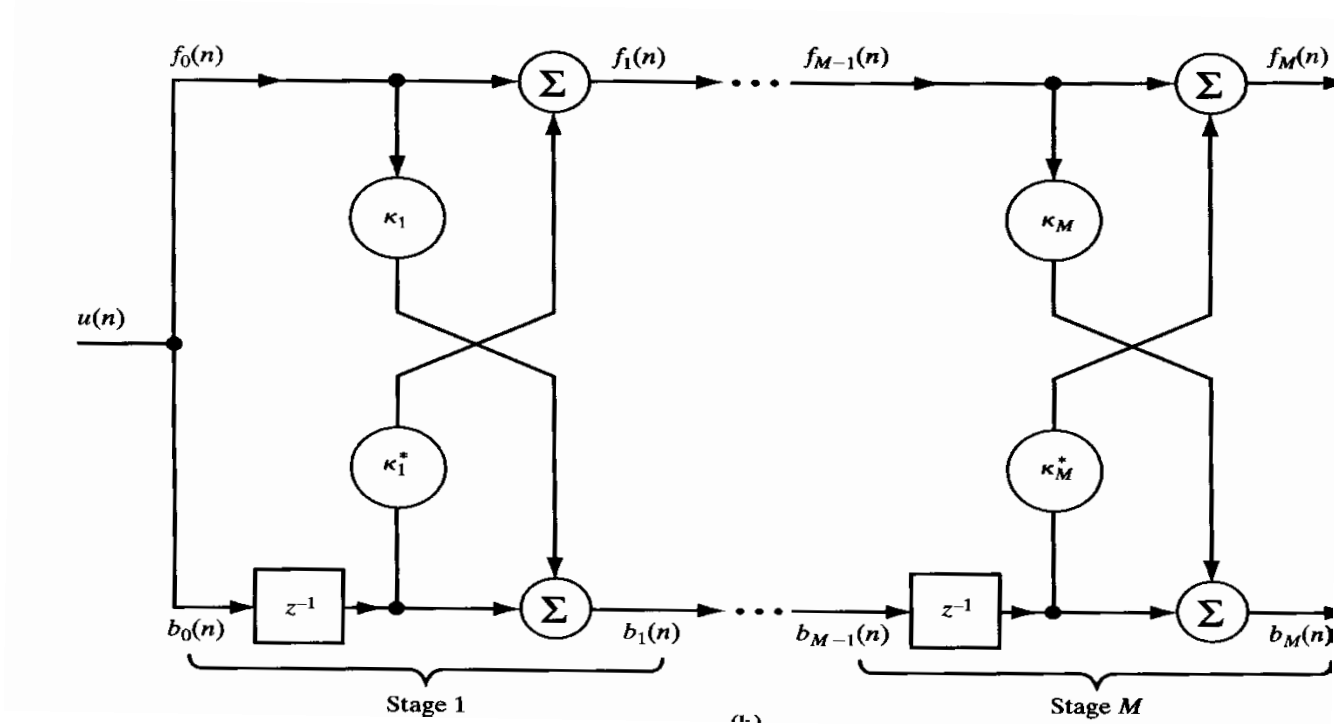 f₀(n)
Σ
f₁(n)
f_{M−1}(n)
Σ
f_M(n)
κ₁
κ_M
u(n)
κ₁*
κ_M*
z⁻¹
Σ
z⁻¹
Σ
b₀(n)
b₁(n)
b_{M−1}(n)
b_M(n)
Stage 1
Stage M